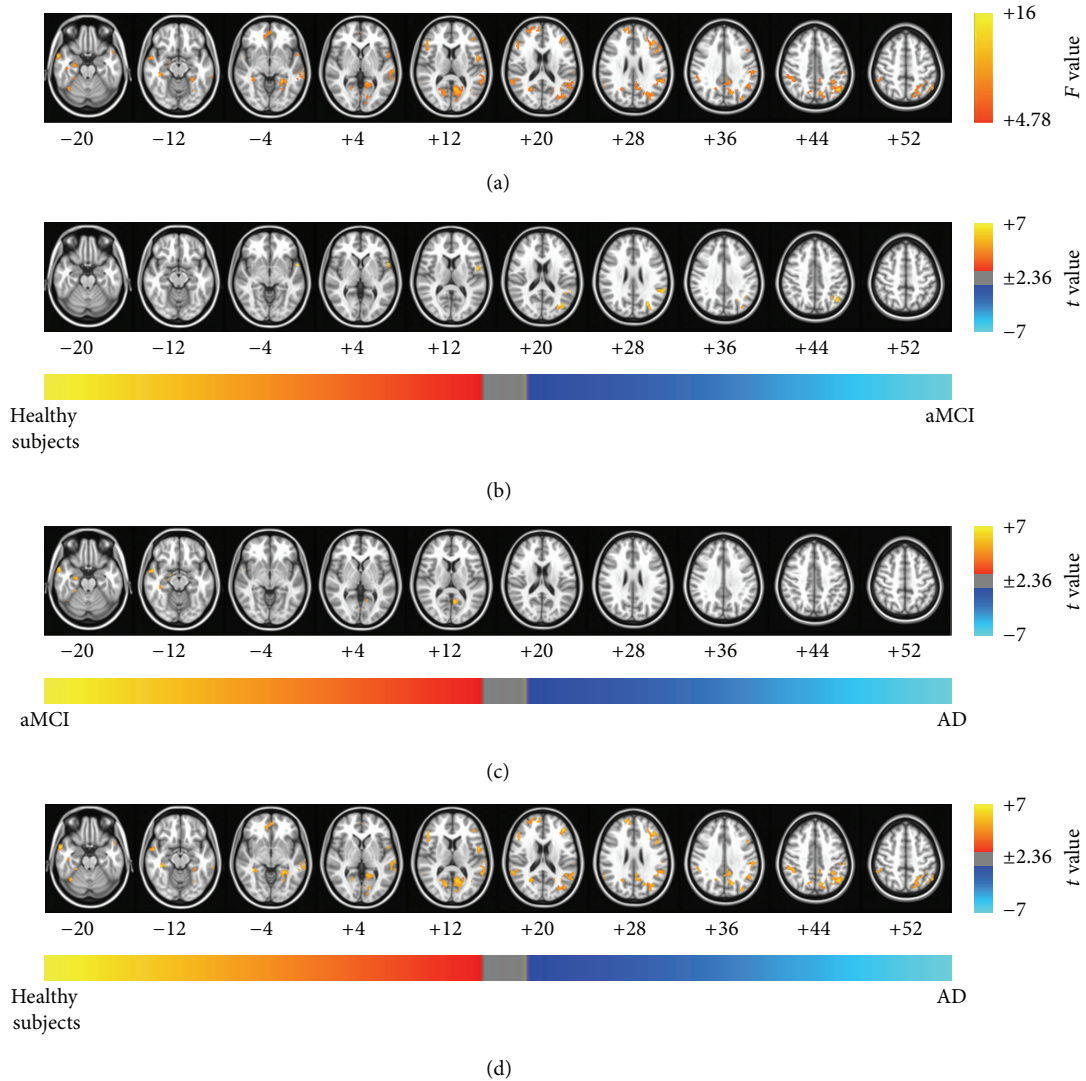 +16
F value
+4.78
−20 −12 −4 +4 +12 +20 +28 +36 +44 +52
(a)
+7
±2.36
t value
−7
−20 −12 −4 +4 +12 +20 +28 +36 +44 +52
Healthy subjects
aMCI
(b)
+7
±2.36
t value
−7
−20 −12 −4 +4 +12 +20 +28 +36 +44 +52
aMCI
AD
(c)
+7
±2.36
t value
−7
−20 −12 −4 +4 +12 +20 +28 +36 +44 +52
Healthy
subjects
AD
(d)